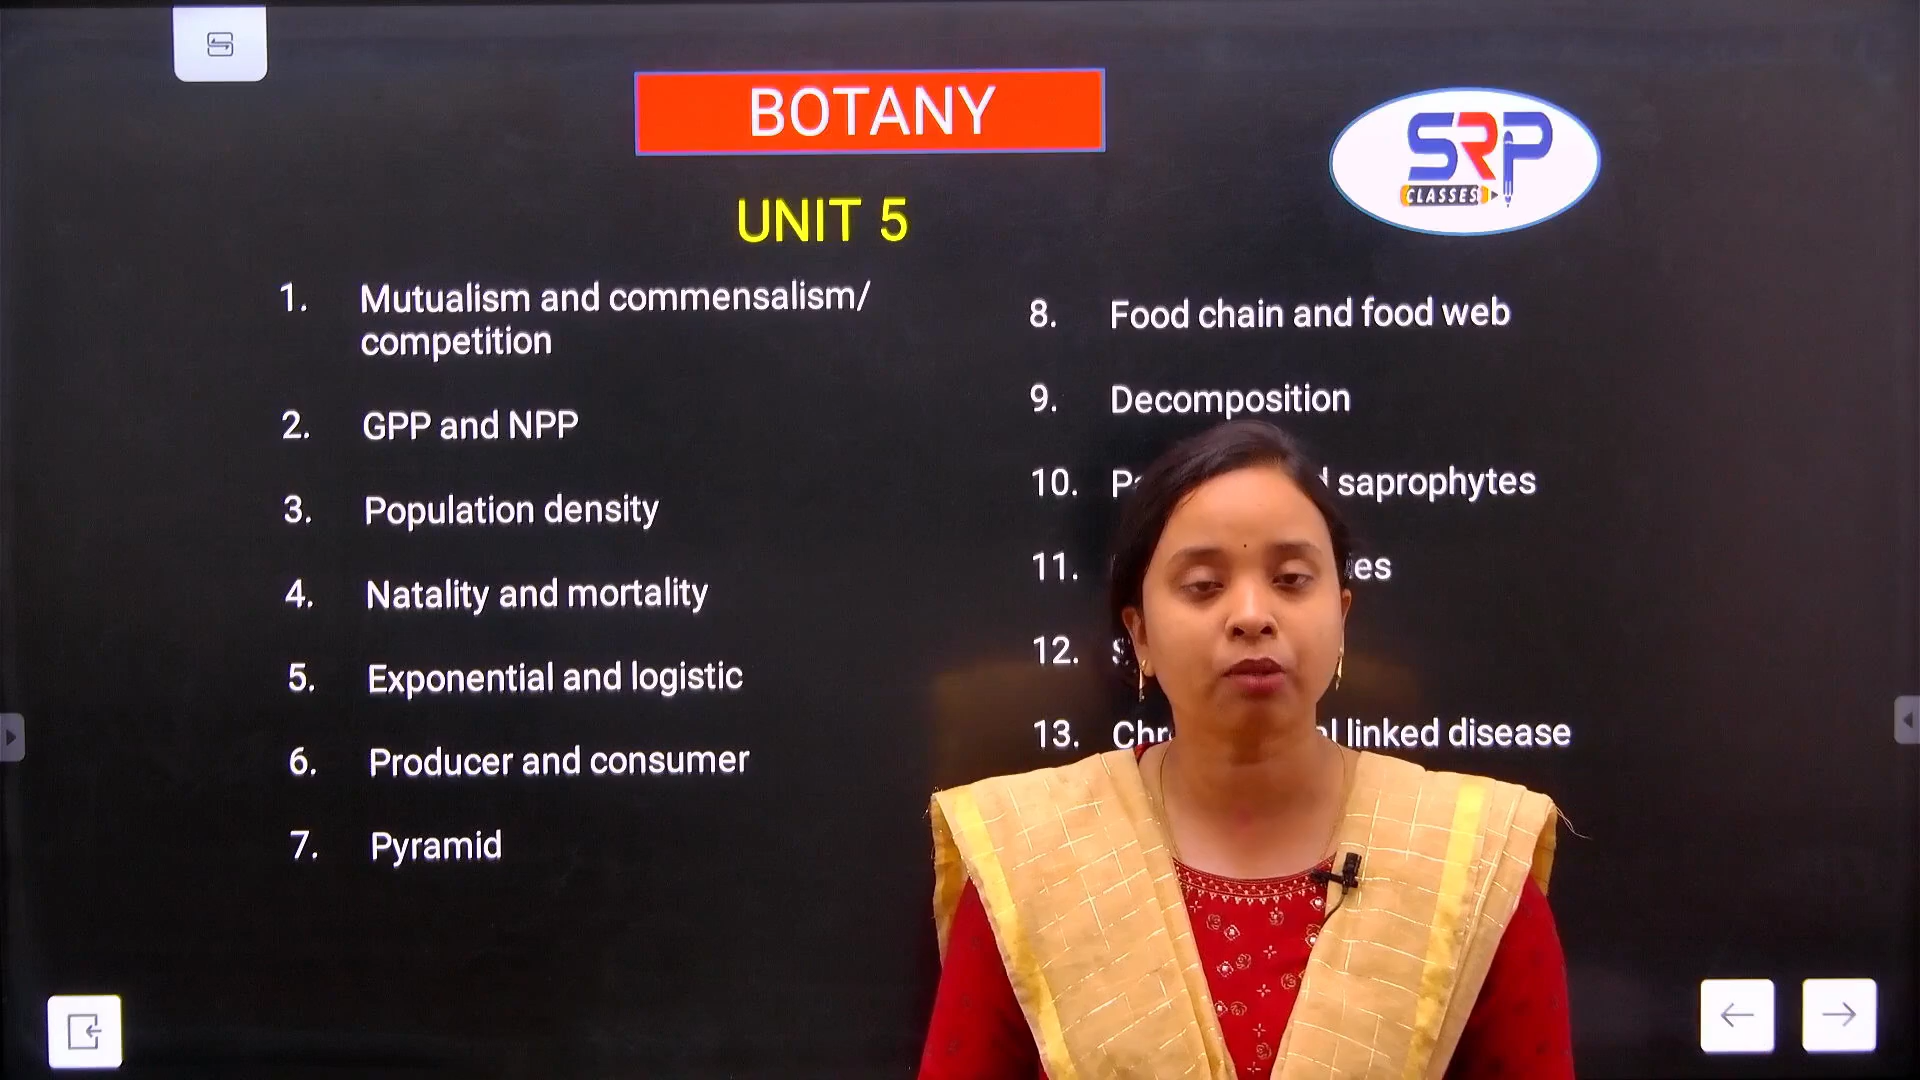 BOTANY
SRP
CLASSES
UNIT 5
1. Mutualism and commensalism/
competition
2. GPP and NPP
3. Population density
4. Natality and mortality
5. Exponential and logistic
6. Producer and consumer
7. Pyramid
8. Food chain and food web
9. Decomposition
10. saprophytes
11.
12.
13. linked disease